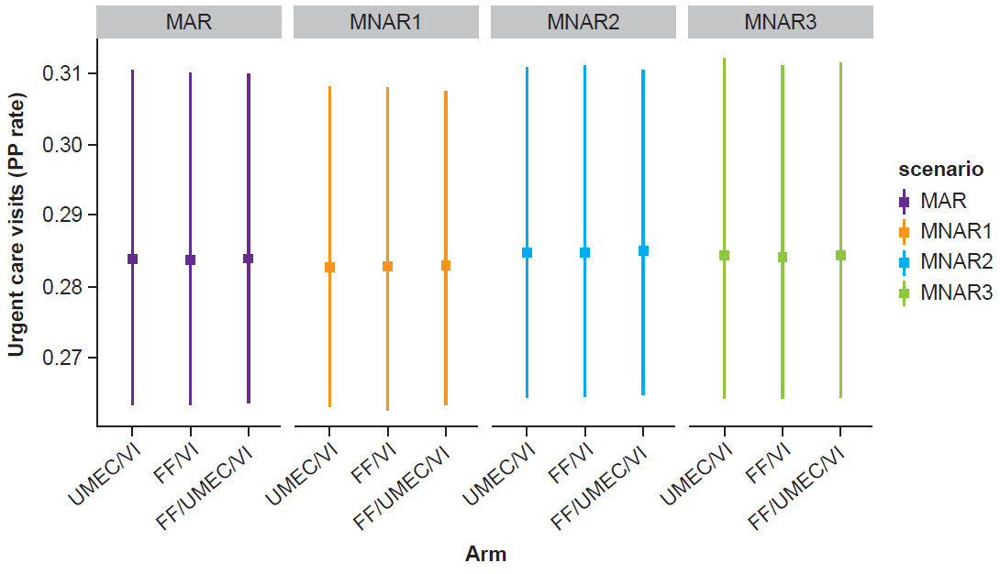 MAR MNAR1 MNAR2 MNAR3
Urgent care visits (PP rate)
0.31
0.30
0.29
0.28
0.27
UMEC/VI FF/VI FF/UMEC/VI UMEC/VI FF/VI FF/UMEC/VI UMEC/VI FF/VI FF/UMEC/VI UMEC/VI FF/VI FF/UMEC/VI
Arm
scenario
MAR
MNAR1
MNAR2
MNAR3